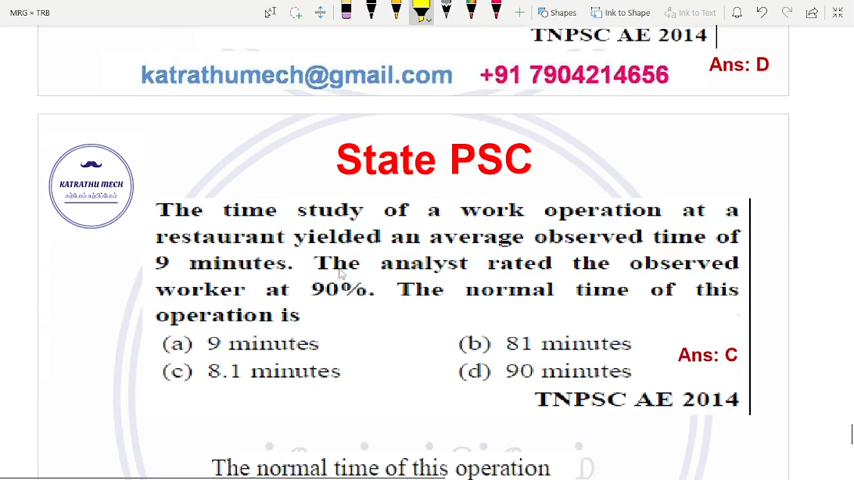 MRG » TRB
Shapes
Ink to Shape
Ink to Text
TNPSC AE 2014
Ans: D
katrathumech@gmail.com +91 7904214656
State PSC
KATRATHU MECH
The time study of a work operation at a
restaurant yielded an average observed time of
9 minutes. The analyst rated the observed
worker at 90%. The normal time of this
operation is
(a) 9 minutes (b) 81 minutes
Ans: C
(c) 8.1 minutes (d) 90 minutes
TNPSC AE 2014
The normal time of this operation